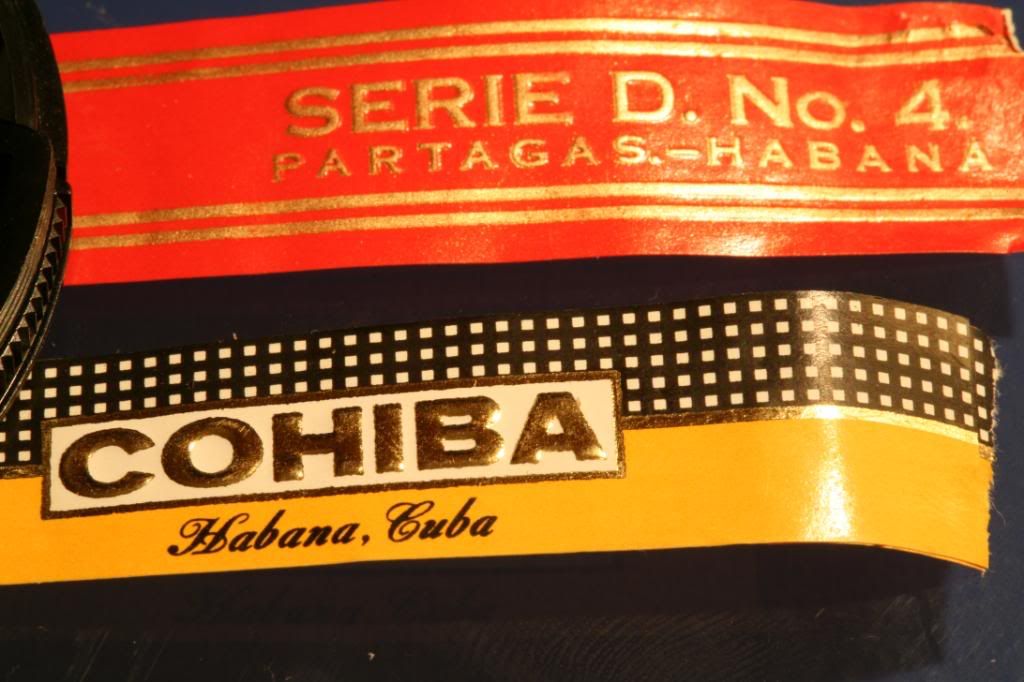 SERIE D. No. 4.
PARTAGAS.–HABANA
COHIBA
Habana, Cuba